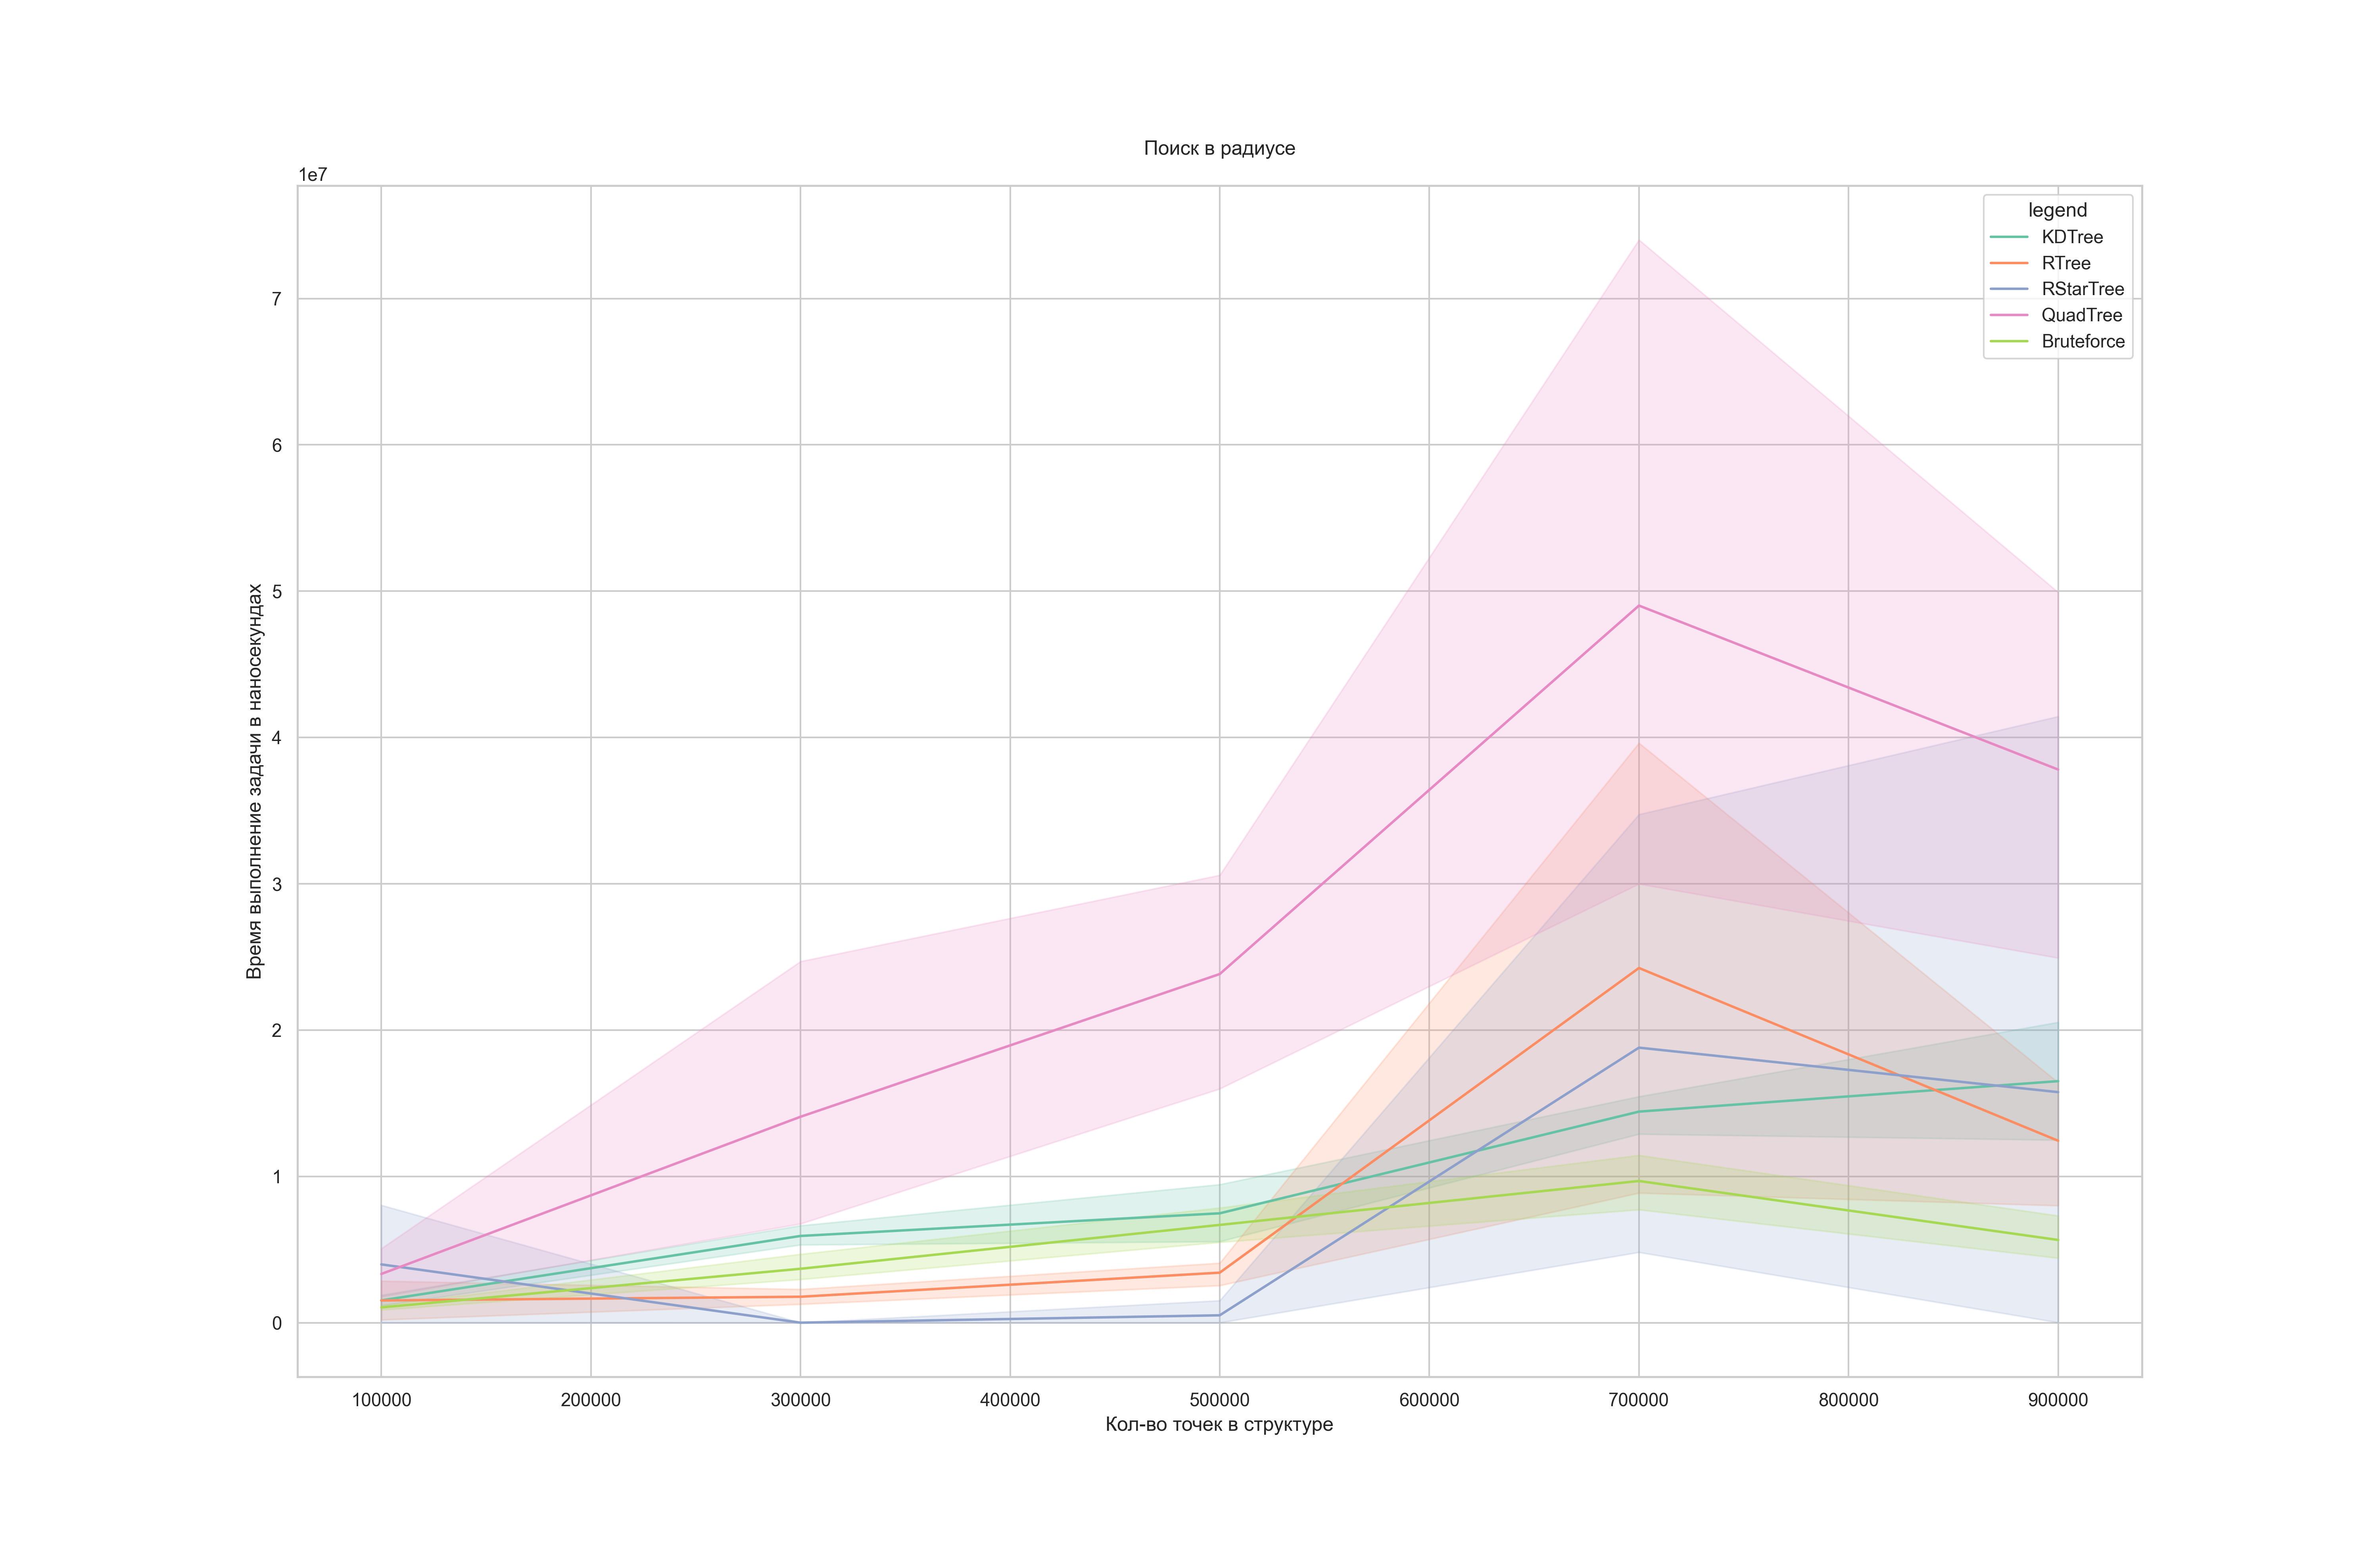 Поиск в радиусе
1e7
legend
KDTree
RTree
RStarTree
QuadTree
Bruteforce
7
6
5
4
3
2
1
0
Время выполнение задачи в наносекундах
100000 200000 300000 400000 500000 600000 700000 800000 900000
Кол-во точек в структуре